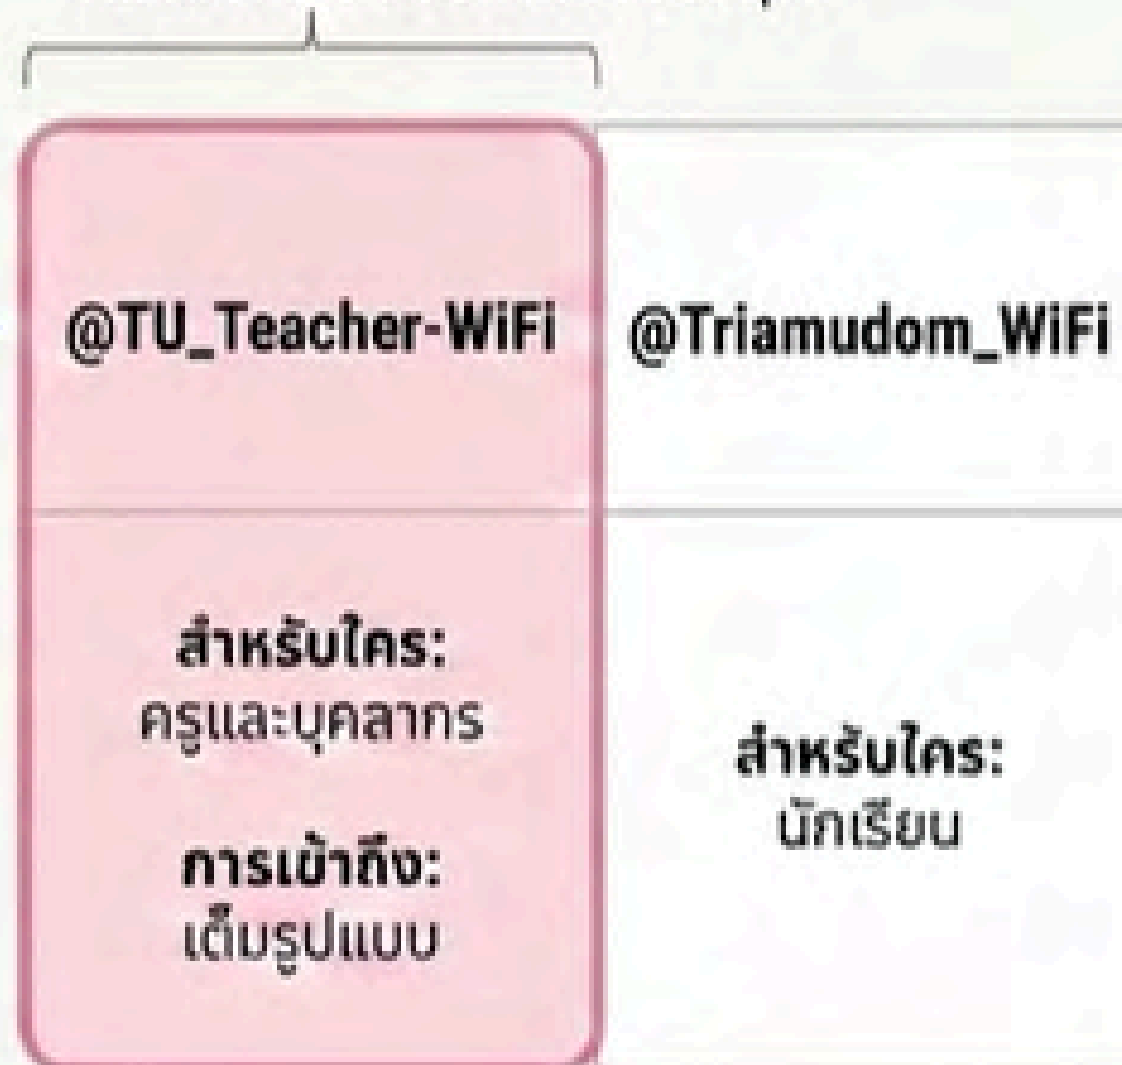 @TU_Teacher-WiFi
@Triamudom_WiFi
สำหรับใคร:
ครูและบุคลากร
การเข้าถึง:
เต็มรูปแบบ
สำหรับใคร:
นักเรียน